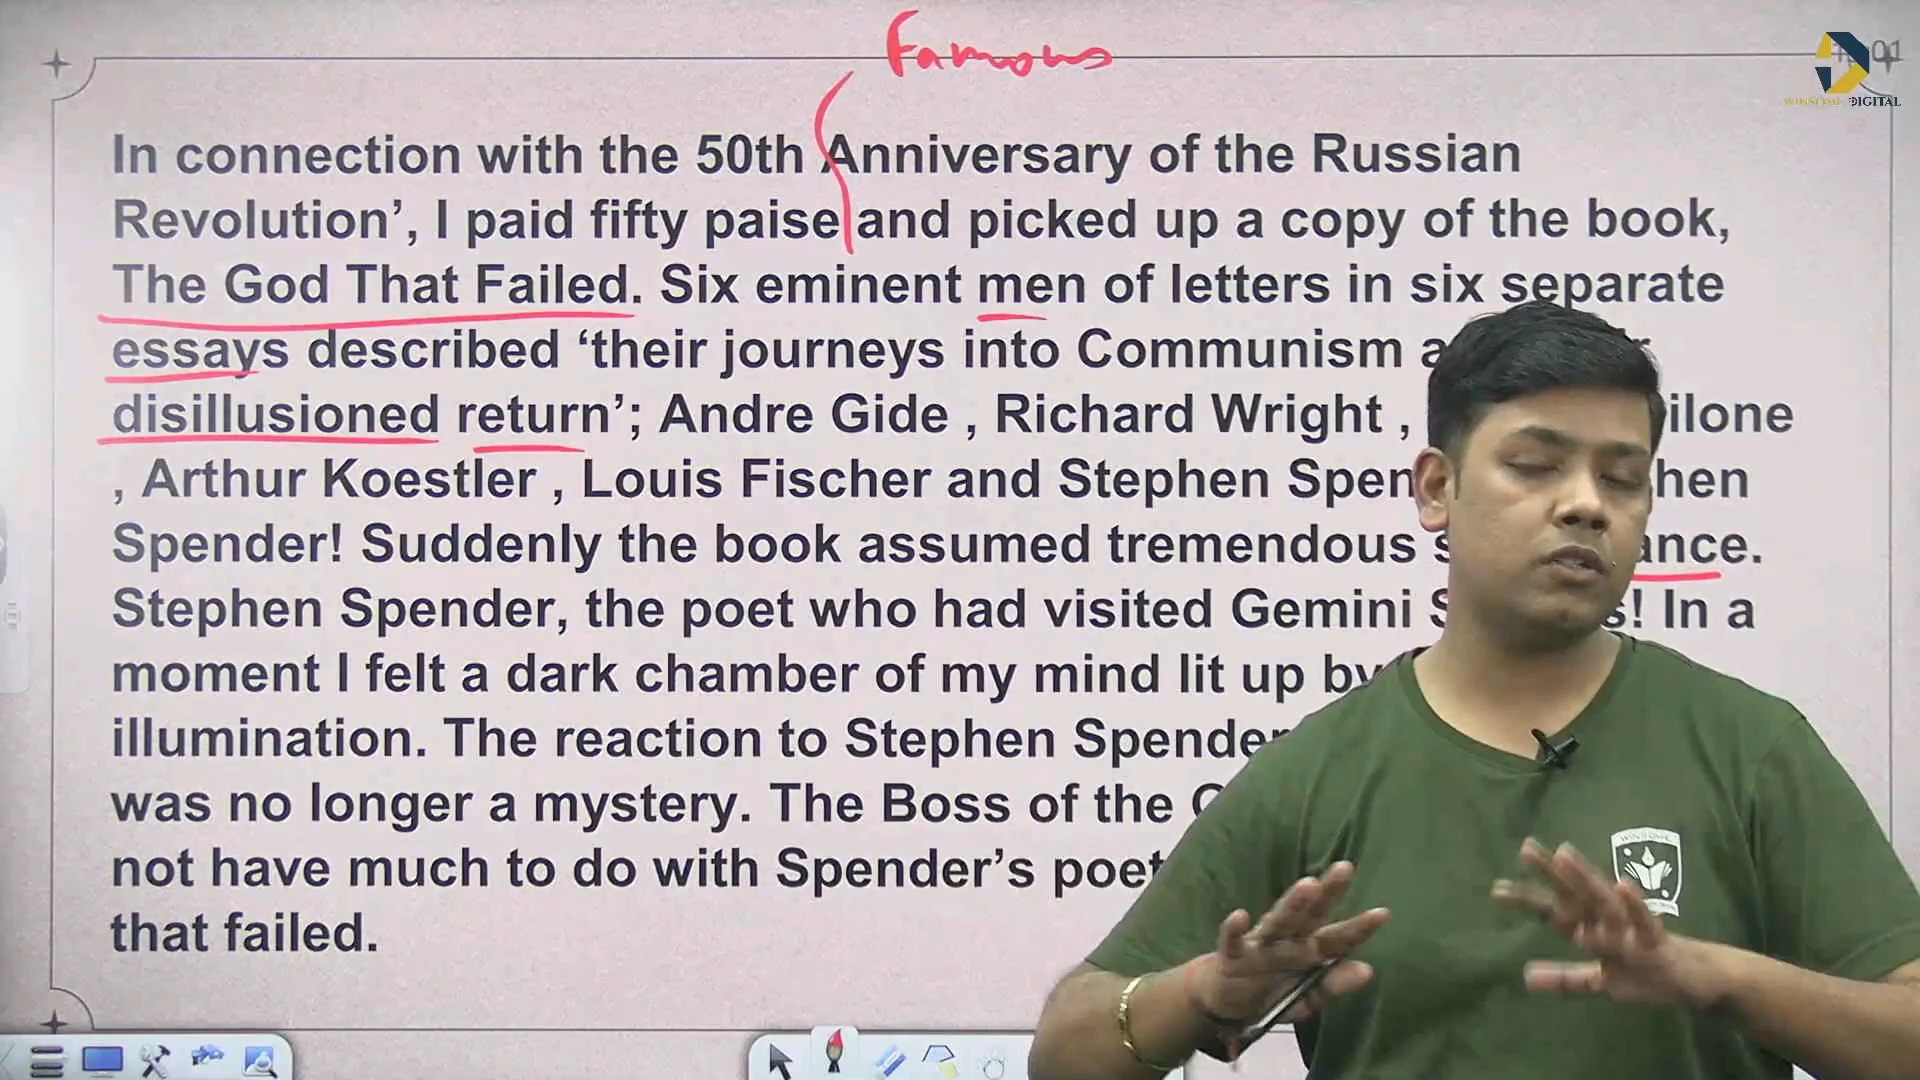 Famous
01
WINSOME DIGITAL
In connection with the 50th Anniversary of the Russian
Revolution’, I paid fifty paise and picked up a copy of the book,
The God That Failed. Six eminent men of letters in six separate
essays described ‘their journeys into Communism
disillusioned return’; Andre Gide , Richard Wright ,
, Arthur Koestler , Louis Fischer and Stephen
Spender! Suddenly the book assumed tremendous
Stephen Spender, the poet who had visited Gemini In a
moment I felt a dark chamber of my mind lit up by
illumination. The reaction to Stephen Spender
was no longer a mystery. The Boss of the
not have much to do with Spender’s
that failed.